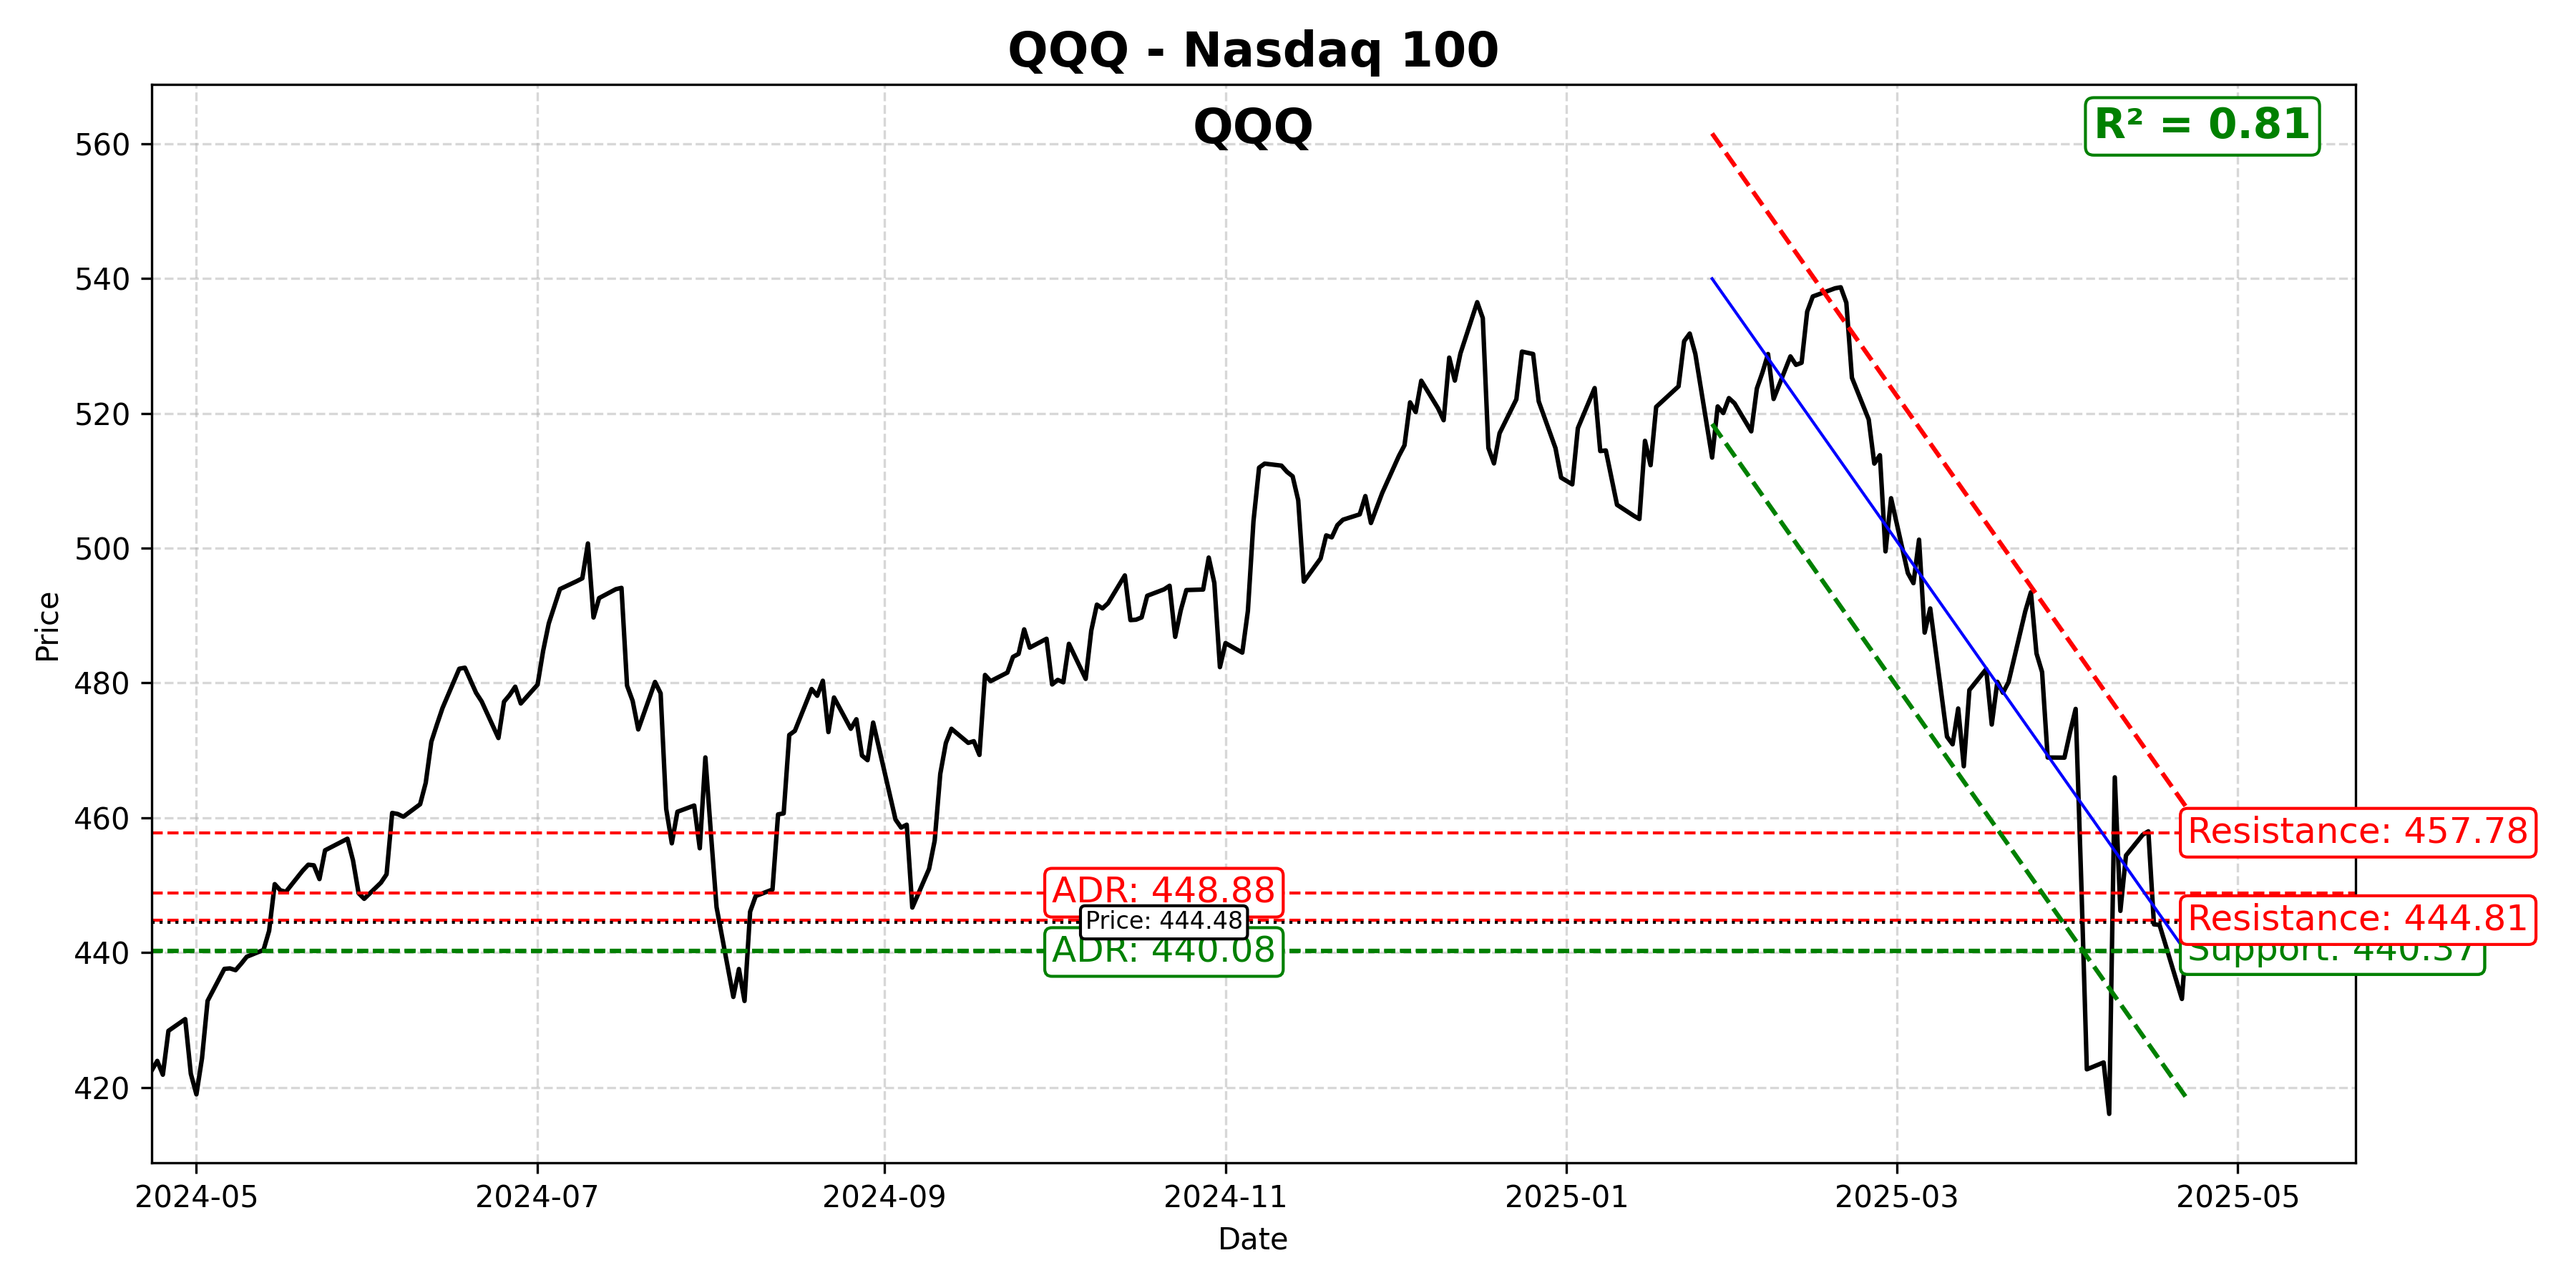 QQQ - Nasdaq 100
QQQ
R² = 0.81
Price
560
540
520
500
480
460
440
420
Resistance: 457.78
ADR: 448.88
Price: 444.48
Resistance: 444.81
ADR: 440.08
Support: 440.37
2024-05
2024-07
2024-09
2024-11
2025-01
2025-03
2025-05
Date